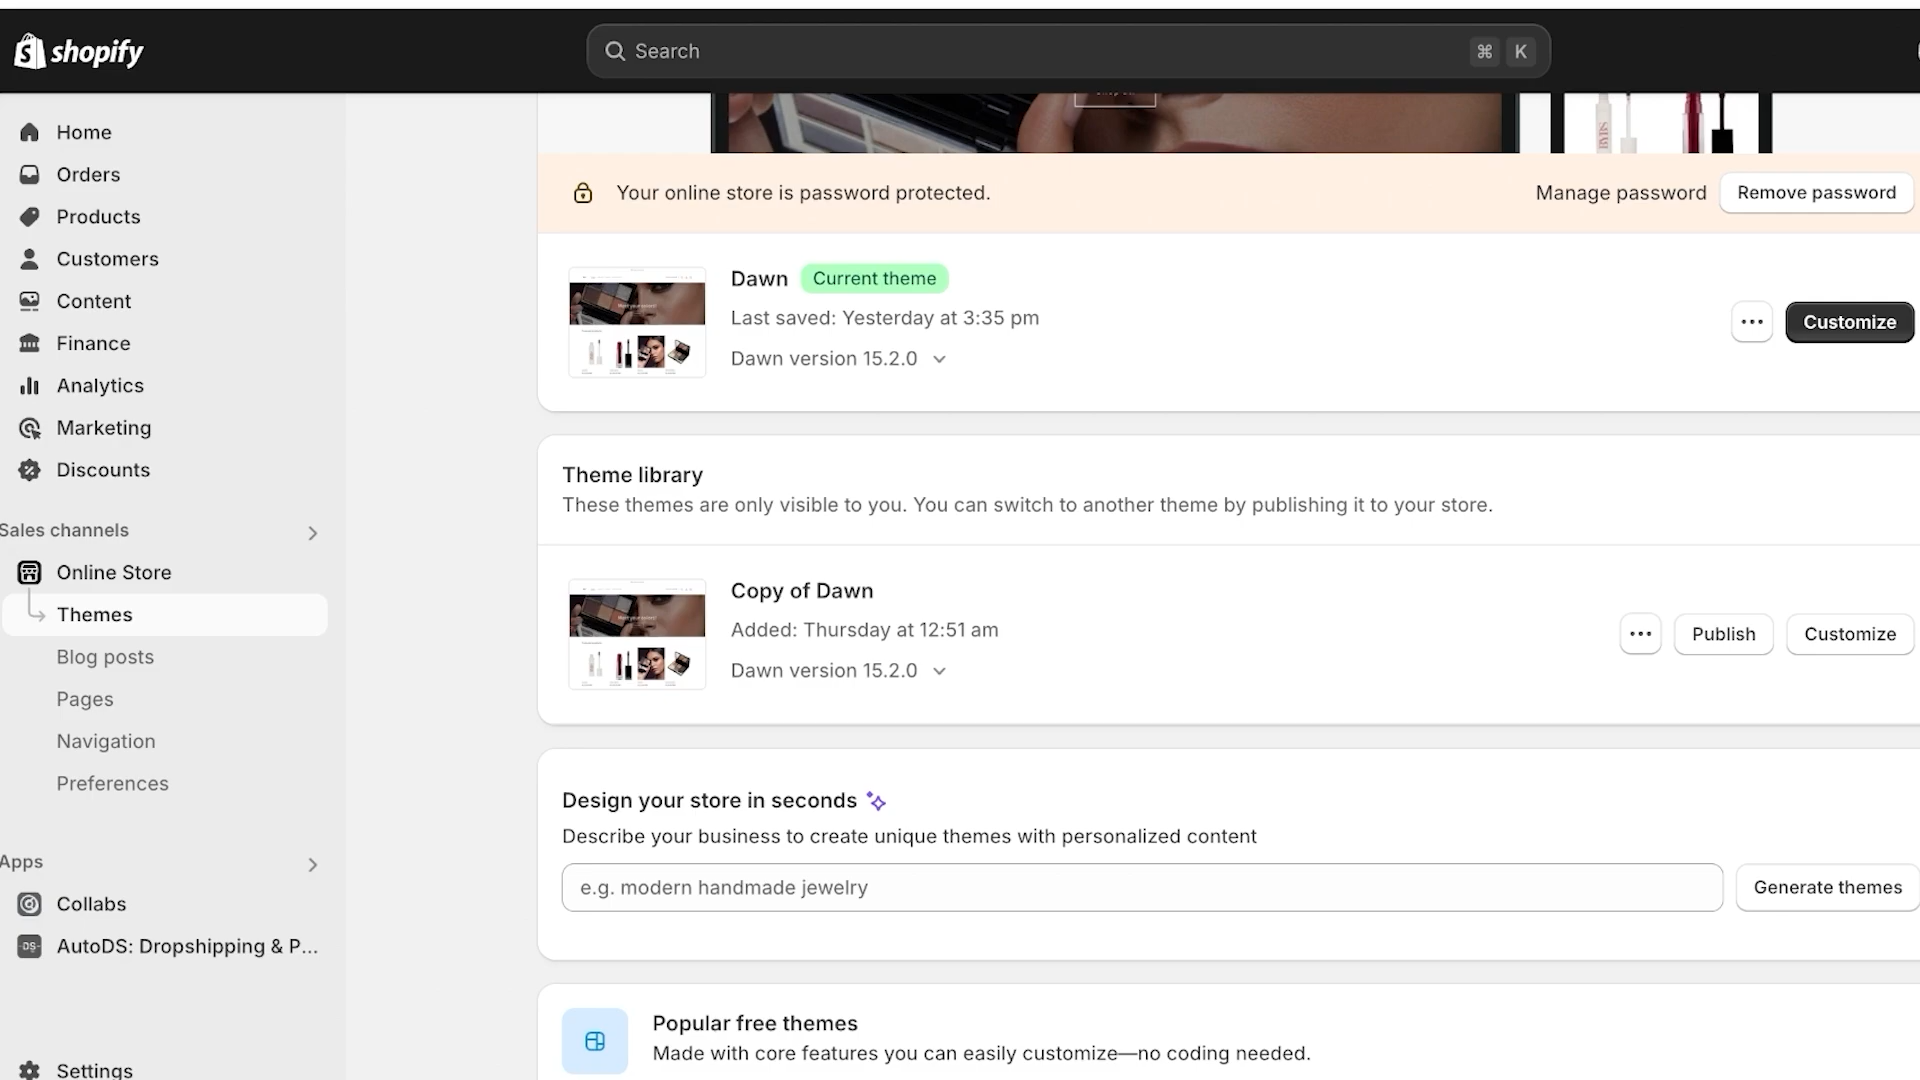 shopify
Search
⌘ K
Home
Orders
Products
Customers
Content
Finance
Analytics
Marketing
Discounts
Sales channels
Online Store
Themes
Blog posts
Pages
Navigation
Preferences
Apps
Collabs
AutoDS: Dropshipping & P...
Settings
Your online store is password protected.
Manage password
Remove password
Dawn
Current theme
Last saved: Yesterday at 3:35 pm
Dawn version 15.2.0
Customize
Theme library
These themes are only visible to you. You can switch to another theme by publishing it to your store.
Copy of Dawn
Added: Thursday at 12:51 am
Dawn version 15.2.0
Publish
Customize
Design your store in seconds
Describe your business to create unique themes with personalized content
e.g. modern handmade jewelry
Generate themes
Popular free themes
Made with core features you can easily customize—no coding needed.